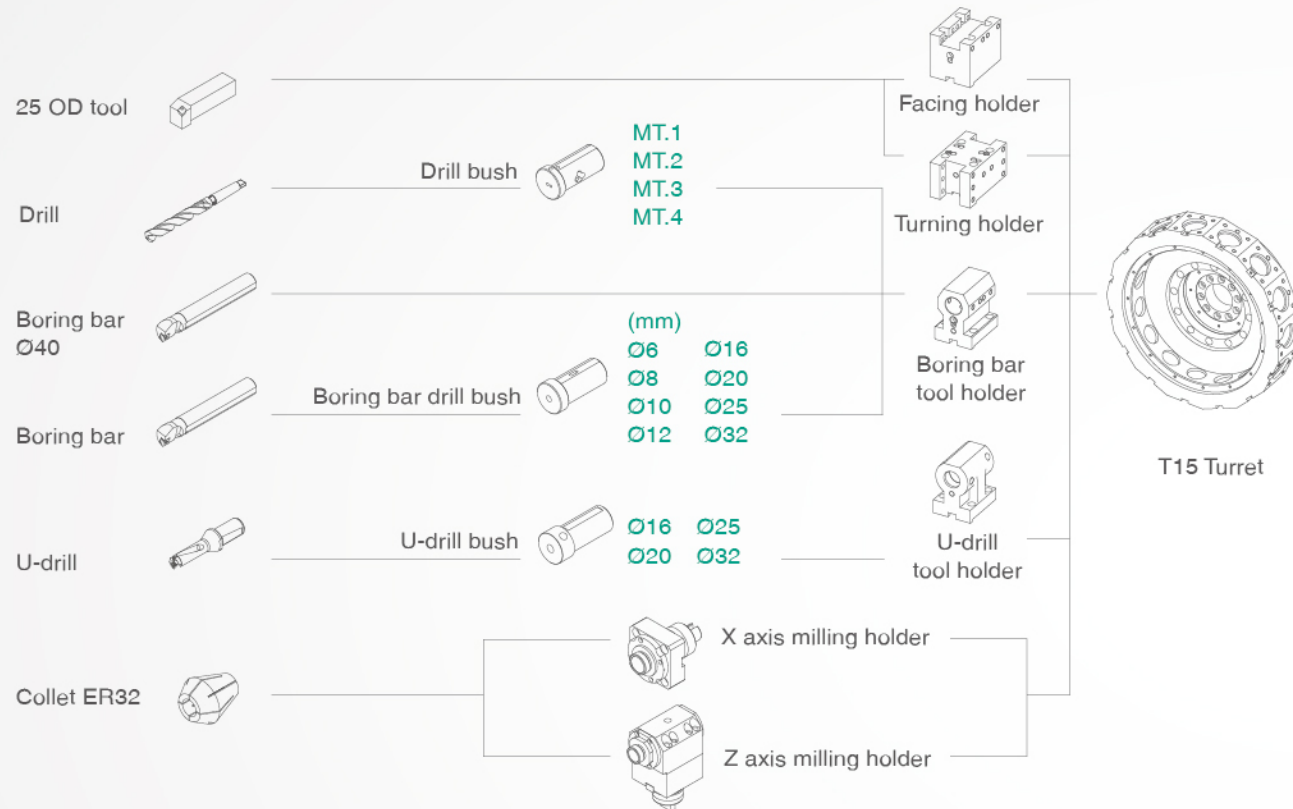 25 OD tool
Facing holder
Drill bush
MT.1
MT.2
MT.3
MT.4
Drill
Turning holder
Boring bar
Ø40
(mm)
Ø6 Ø16
Ø8 Ø20
Ø10 Ø25
Ø12 Ø32
Boring bar drill bush
Boring bar
tool holder
Boring bar
T15 Turret
U-drill bush
Ø16 Ø25
Ø20 Ø32
U-drill
U-drill
tool holder
X axis milling holder
Collet ER32
Z axis milling holder